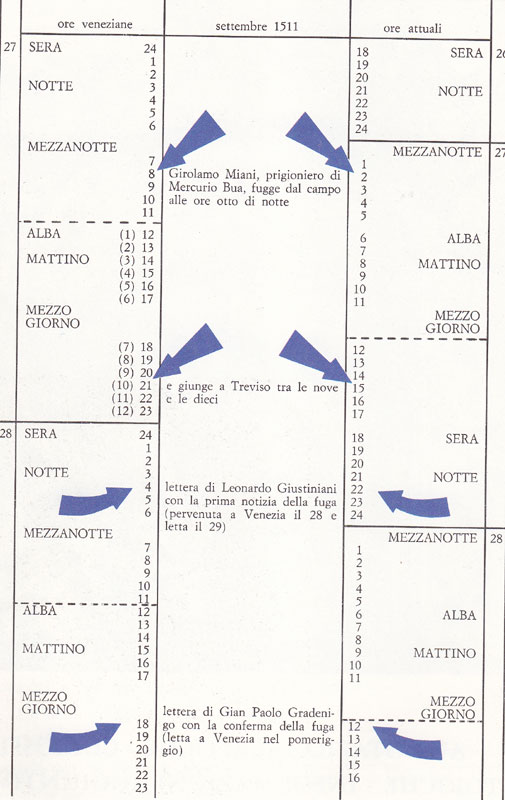 ore veneziane settembre 1511 ore attuali
27 SERA 24 18 SERA 26
1 19
2 20
NOTTE 3 21 NOTTE
4 22
5 23
6 24
MEZZANOTTE MEZZANOTTE 27
7 1
8 Girolamo Miani, prigioniero di 2
9 Mercurio Bua, fugge dal campo 3
10 alle ore otto di notte 4
11 5
ALBA (1) 12 6 ALBA
(2) 13 7
MATTINO (3) 14 8 MATTINO
(4) 15 9
(5) 16 10
(6) 17 11
MEZZO MEZZO
GIORNO GIORNO
(7) 18 12
(8) 19 13
(9) 20 14
(10) 21 e giunge a Treviso tra le nove 15
(11) 22 e le dieci 16
(12) 23 17
28 SERA 24 18 SERA
1 19
2 20
NOTTE 3 21 NOTTE
4 lettera di Leonardo Giustiniani 22
5 con la prima notizia della fuga 23
6 (pervenuta a Venezia il 28 e 24
letta il 29)
MEZZANOTTE MEZZANOTTE 28
7 1
8 2
9 3
10 4
11 5
ALBA 12 6 ALBA
13 7
14 8
MATTINO 15 9 MATTINO
16 10
17 11
MEZZO MEZZO
GIORNO lettera di Gian Paolo Gradeni- GIORNO
18 go con la conferma della fuga 12
19 (letta a Venezia nel pomerig- 13
20 gio) 14
21 15
22 16
23